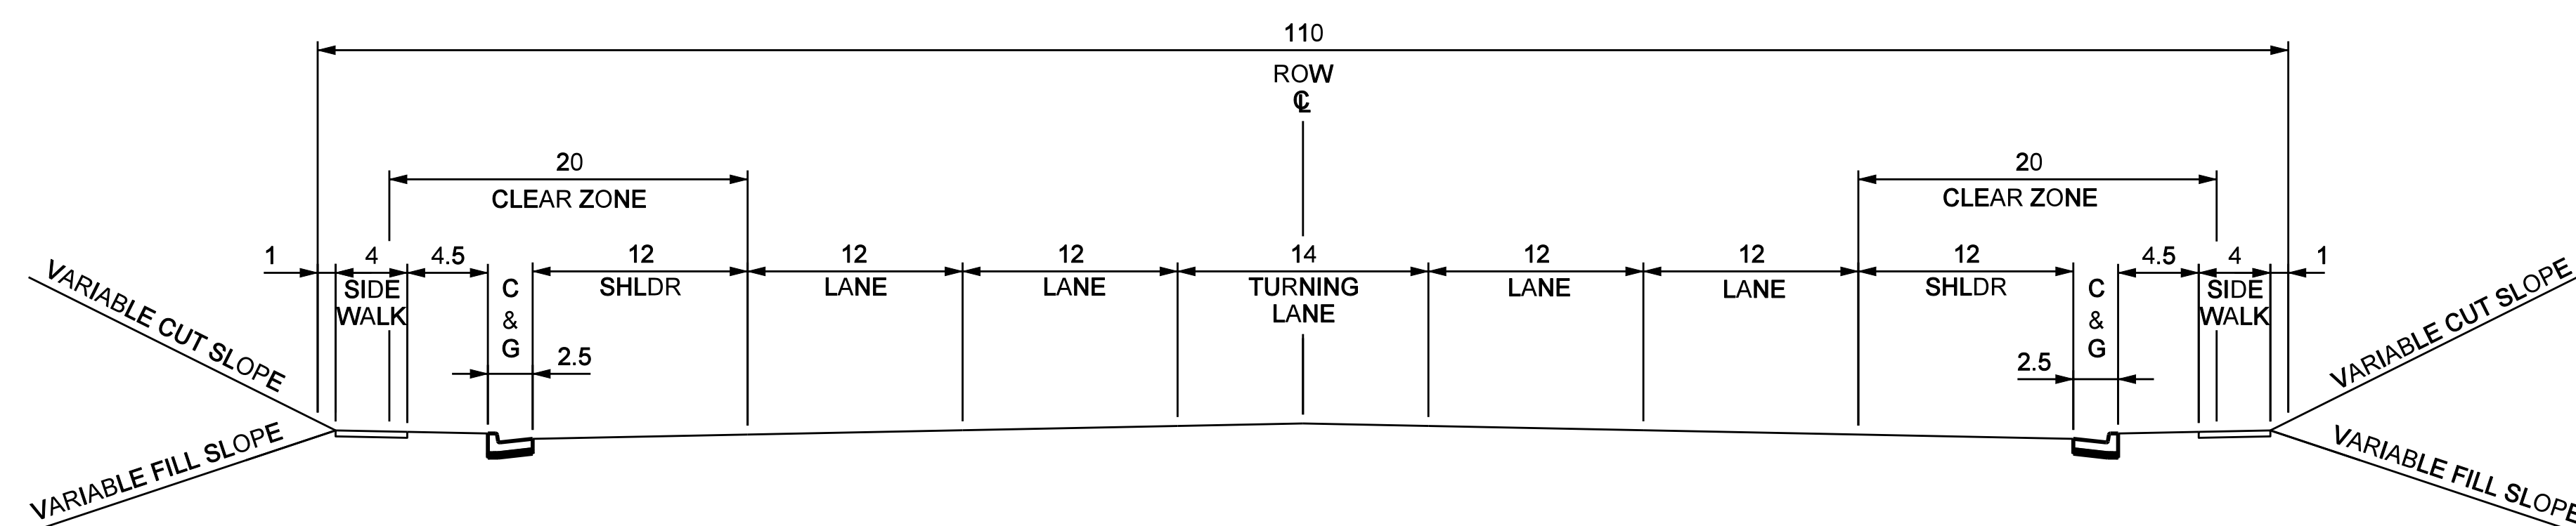 110
ROW
℄
20
CLEAR ZONE
20
CLEAR ZONE
1
4
SIDE
WALK
4.5
C
&
G
2.5
12
SHLDR
12
LANE
12
LANE
14
TURNING
LANE
12
LANE
12
LANE
12
SHLDR
C
&
G
2.5
4.5
4
SIDE
WALK
1
VARIABLE CUT SLOPE
VARIABLE FILL SLOPE
VARIABLE CUT SLOPE
VARIABLE FILL SLOPE